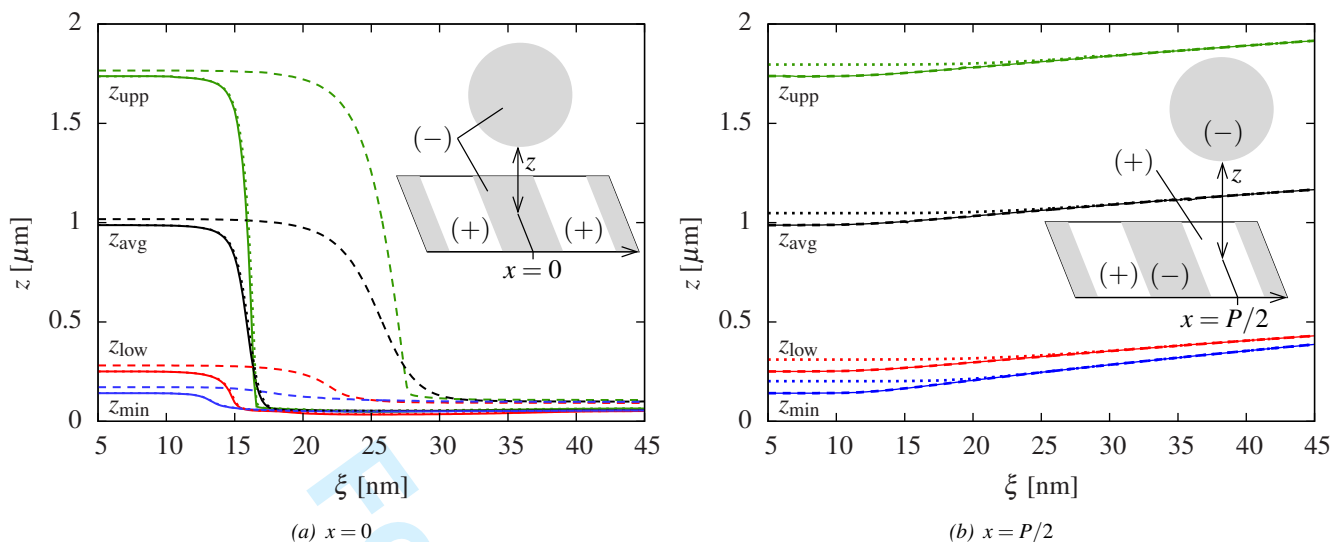 2
1.5
1
0.5
0
z [μm]
5 10 15 20 25 30 35 40 45
ξ [nm]
z_upp
z_avg
z_low
z_min
(−)
z
(+) (+)
x = 0
(a) x = 0
2
1.5
1
0.5
0
z [μm]
5 10 15 20 25 30 35 40 45
ξ [nm]
z_upp
z_avg
z_low
z_min
(−)
(+)
z
(+) (−)
x = P/2
(b) x = P/2